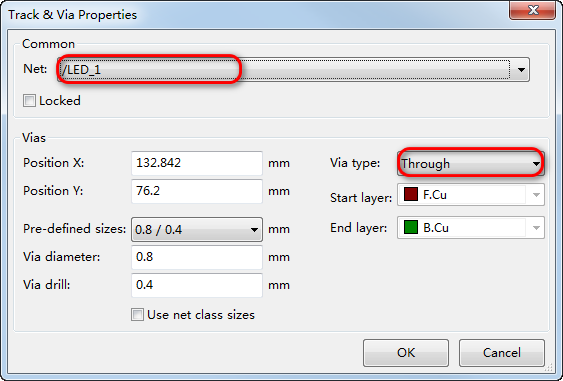 Track & Via Properties
Common
Net: /LED_1
Locked
Vias
Position X: 132.842 mm Via type: Through
Position Y: 76.2 mm Start layer: F.Cu
Pre-defined sizes: 0.8 / 0.4 mm End layer: B.Cu
Via diameter: 0.8 mm
Via drill: 0.4 mm
Use net class sizes
OK Cancel